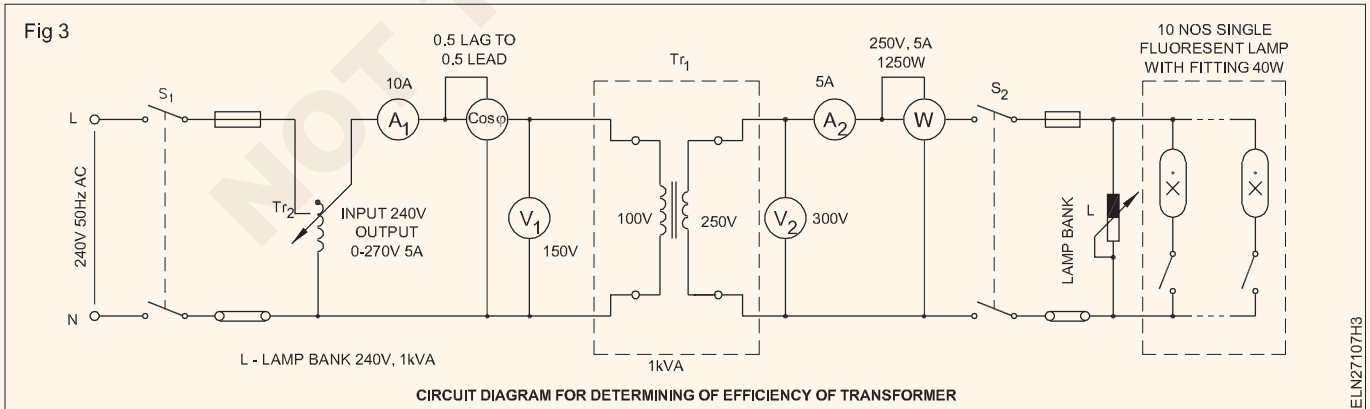 Fig 3
0.5 LAG TO
0.5 LEAD
10A
S1
L
A1
Cosφ
240V 50Hz AC
Tr2
INPUT 240V
OUTPUT
0-270V 5A
V1
150V
N
L - LAMP BANK 240V, 1kVA
Tr1
100V
250V
1kVA
5A
A2
250V, 5A
1250W
W
V2
300V
S2
LAMP BANK
L
10 NOS SINGLE
FLUORESENT LAMP
WITH FITTING 40W
CIRCUIT DIAGRAM FOR DETERMINING OF EFFICIENCY OF TRANSFORMER
ELN27107H3
NOT